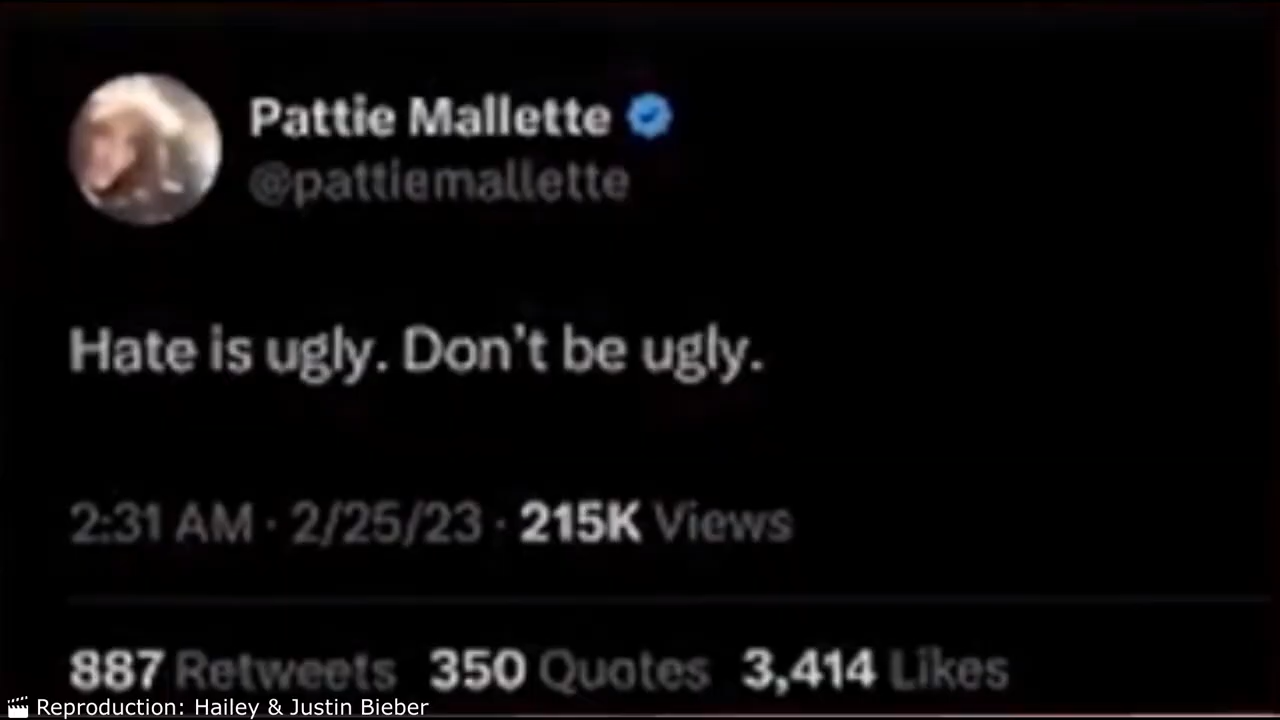 Pattie Mallette
@pattiemallette
Hate is ugly. Don't be ugly.
2:31 AM · 2/25/23 · 215K Views
887 Retweets 350 Quotes 3,414 Likes
Reproduction: Hailey & Justin Bieber